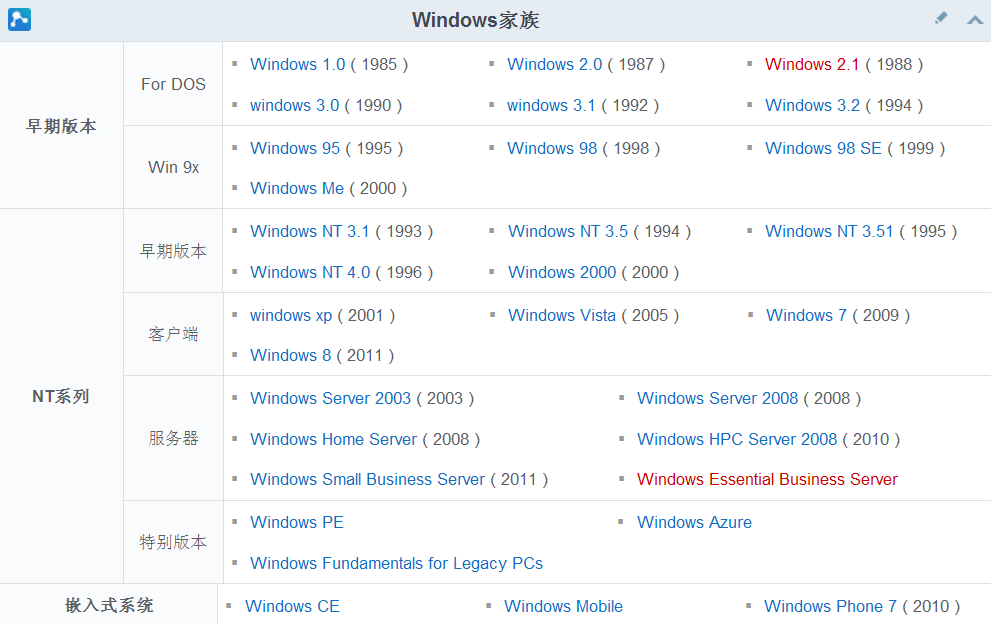 Windows家族
早期版本
For DOS
Windows 1.0 ( 1985 ) Windows 2.0 ( 1987 ) Windows 2.1 ( 1988 )
windows 3.0 ( 1990 ) windows 3.1 ( 1992 ) Windows 3.2 ( 1994 )
Win 9x
Windows 95 ( 1995 ) Windows 98 ( 1998 ) Windows 98 SE ( 1999 )
Windows Me ( 2000 )
NT系列
早期版本
Windows NT 3.1 ( 1993 ) Windows NT 3.5 ( 1994 ) Windows NT 3.51 ( 1995 )
Windows NT 4.0 ( 1996 ) Windows 2000 ( 2000 )
客户端
windows xp ( 2001 ) Windows Vista ( 2005 ) Windows 7 ( 2009 )
Windows 8 ( 2011 )
服务器
Windows Server 2003 ( 2003 ) Windows Server 2008 ( 2008 )
Windows Home Server ( 2008 ) Windows HPC Server 2008 ( 2010 )
Windows Small Business Server ( 2011 ) Windows Essential Business Server
特别版本
Windows PE Windows Azure
Windows Fundamentals for Legacy PCs
嵌入式系统
Windows CE Windows Mobile Windows Phone 7 ( 2010 )